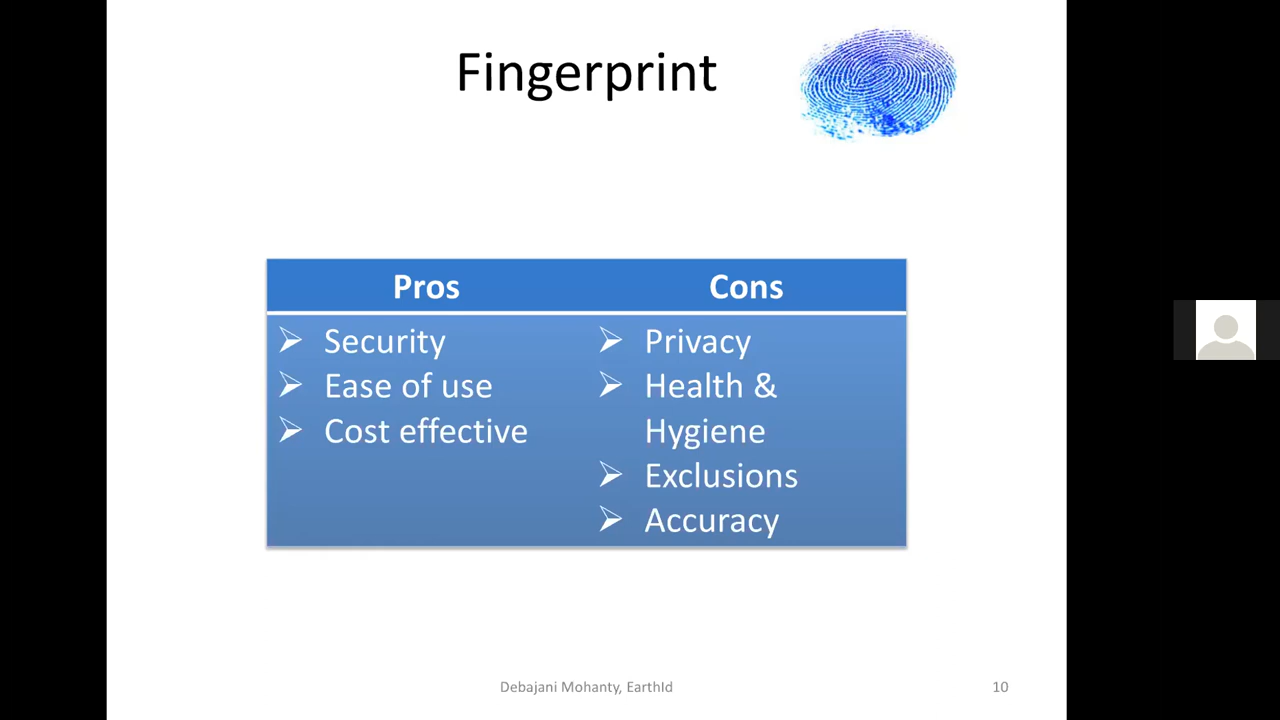 Fingerprint
Pros
Cons
➢ Security
➢ Ease of use
➢ Cost effective
➢ Privacy
➢ Health &
Hygiene
➢ Exclusions
➢ Accuracy
Debajani Mohanty, EarthId
10